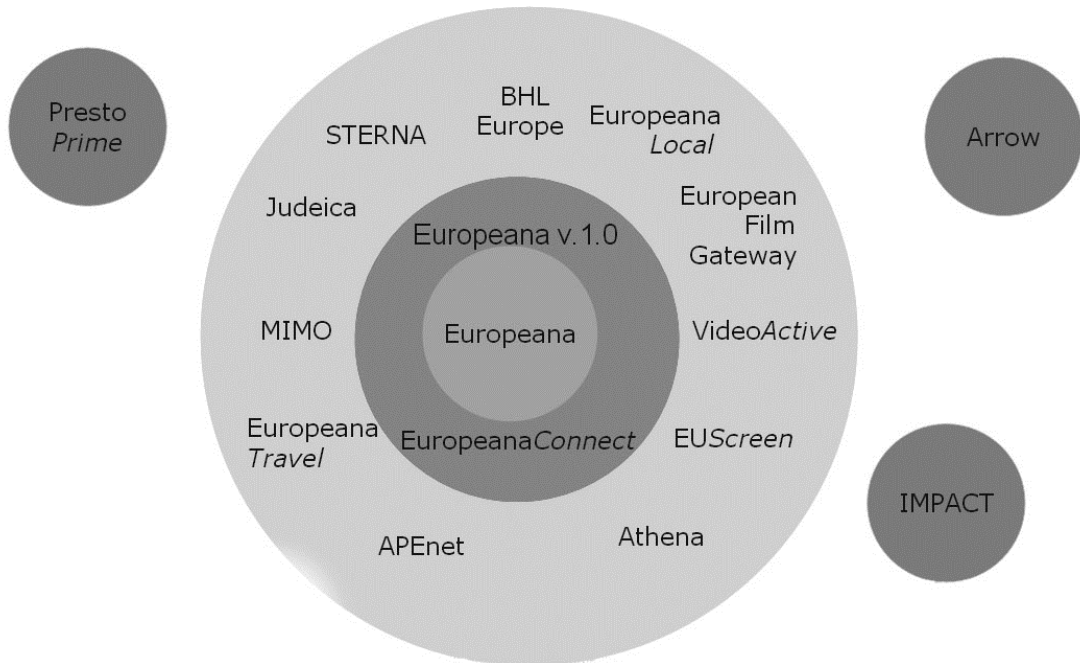 Presto
Prime
STERNA
BHL
Europe
Europeana
Local
Arrow
Judeica
European
Film
Gateway
Europeana v.1.0
MIMO
Europeana
VideoActive
Europeana
Travel
EuropeanaConnect
EUScreen
IMPACT
APEnet
Athena